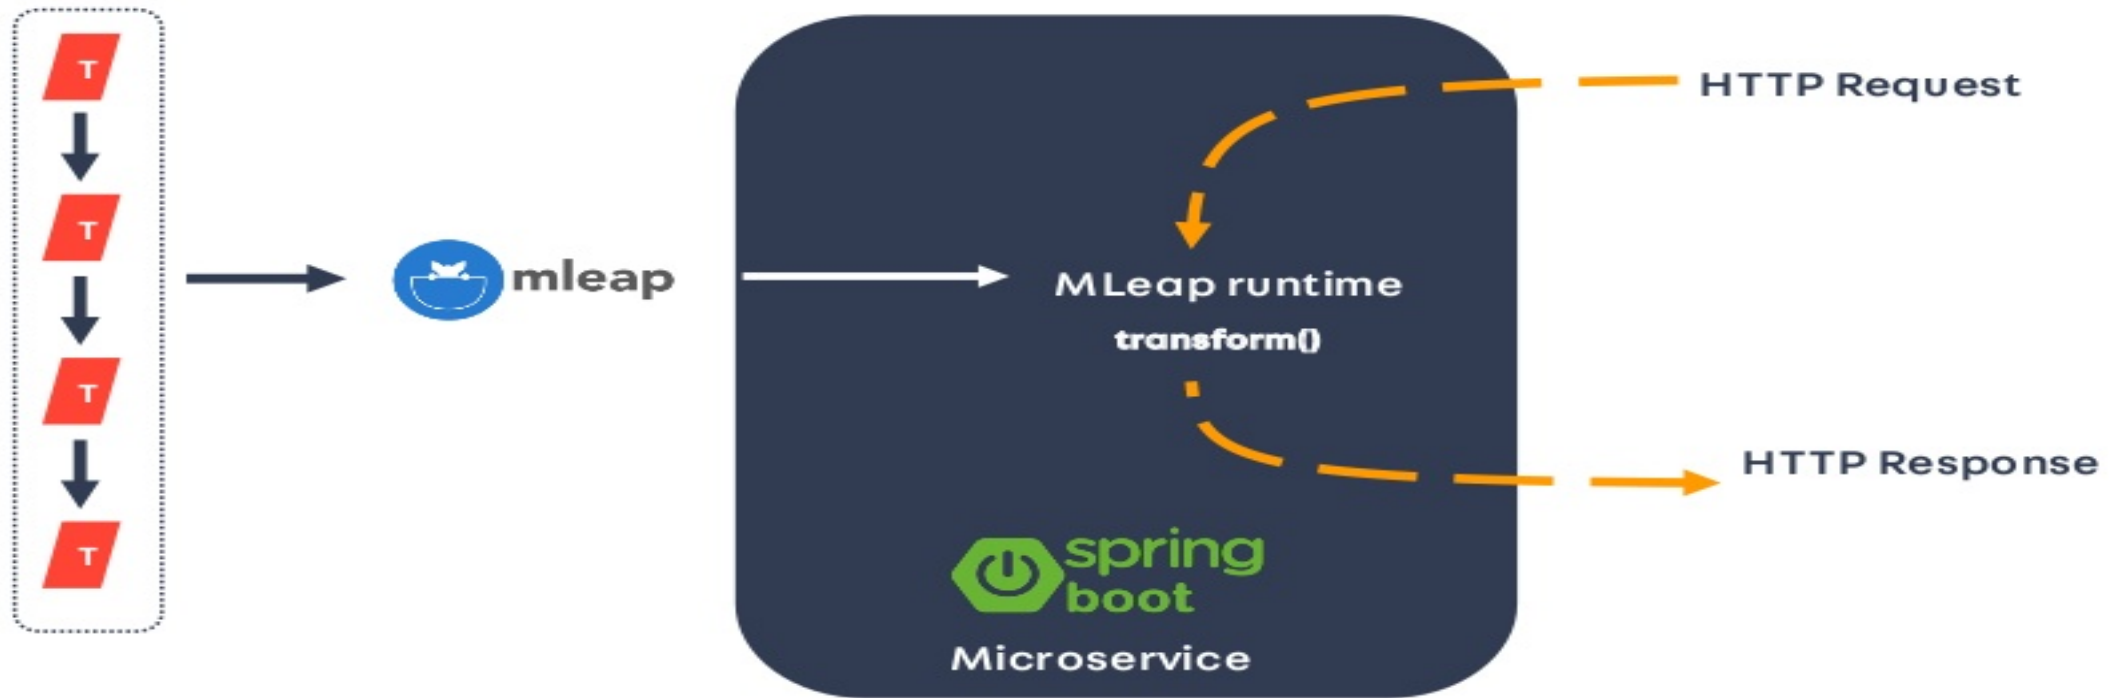 T
T
T
T
mleap
HTTP Request
MLeap runtime
transform()
HTTP Response
spring
boot
Microservice